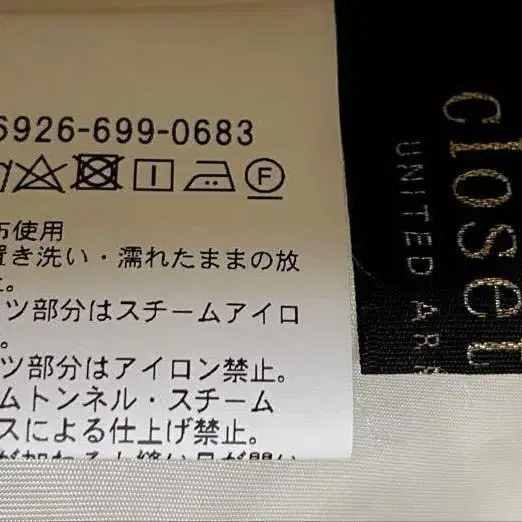 6926-699-0683
F
布使用
置き洗い・濡れたままの放
ツ部分はスチームアイロ
ツ部分はアイロン禁止。
ムトンネル・スチーム
スによる仕上げ禁止。
closet
UNITED AR